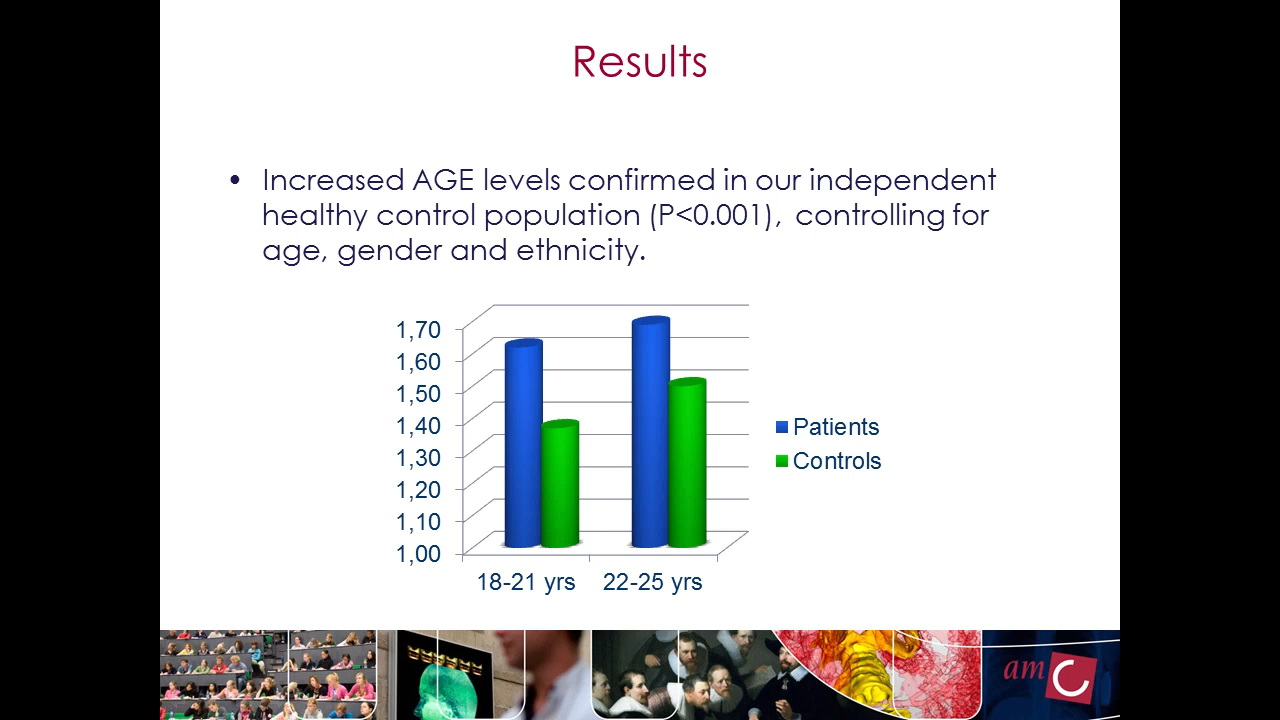 Results
• Increased AGE levels confirmed in our independent
healthy control population (P<0.001), controlling for
age, gender and ethnicity.
1,70
1,60
1,50
1,40
1,30
1,20
1,10
1,00
18-21 yrs 22-25 yrs
Patients
Controls
amc